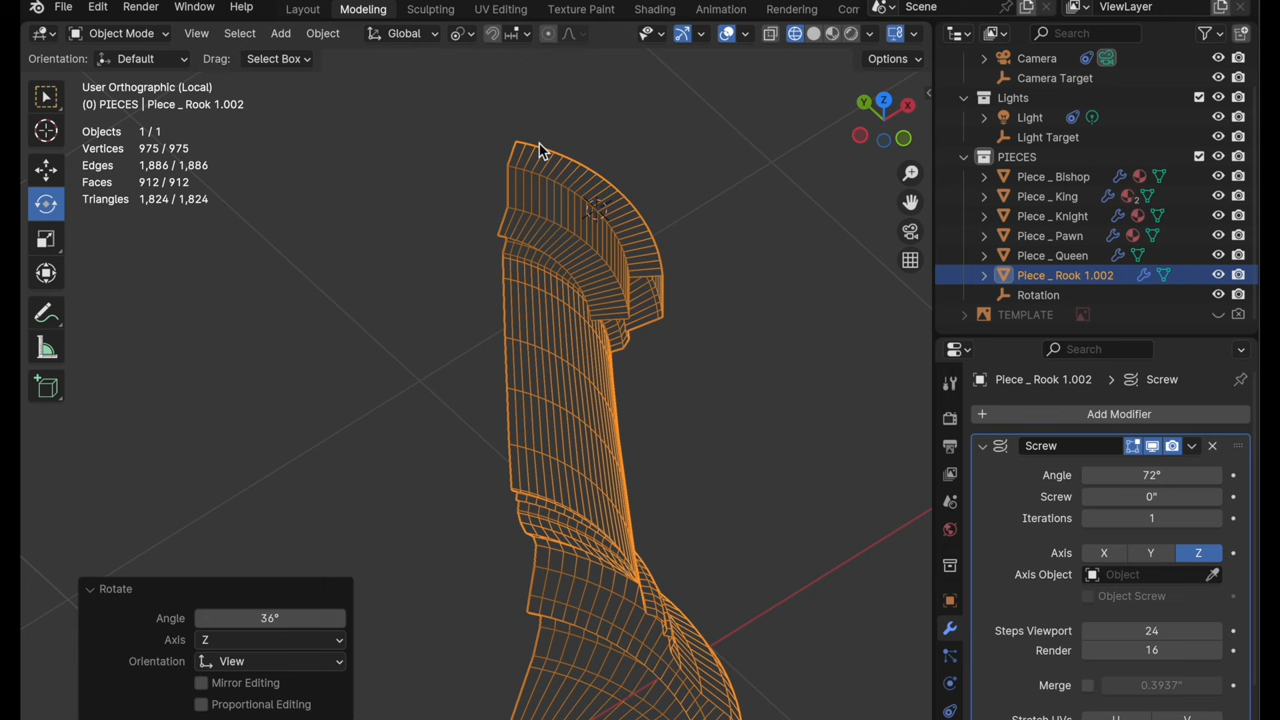 File Edit Render Window Help Layout Modeling Sculpting UV Editing Texture Paint Shading Animation Rendering Scene ViewLayer
Object Mode View Select Add Object Global Search
Orientation: Default Drag: Select Box Options
User Orthographic (Local)
(0) PIECES | Piece _ Rook 1.002
Objects 1 / 1
Vertices 975 / 975
Edges 1,886 / 1,886
Faces 912 / 912
Triangles 1,824 / 1,824
X
Y
Z
Camera
Camera Target
Lights
Light
Light Target
PIECES
Piece _ Bishop
Piece _ King 2
Piece _ Knight
Piece _ Pawn
Piece _ Queen
Piece _ Rook 1.002
Rotation
TEMPLATE
Search
Piece _ Rook 1.002 > Screw
+ Add Modifier
Screw
Angle 72°
Screw 0"
Iterations 1
Axis X Y Z
Axis Object Object
Object Screw
Steps Viewport 24
Render 16
Merge 0.3937"
Rotate
Angle 36°
Axis Z
Orientation View
Mirror Editing
Proportional Editing